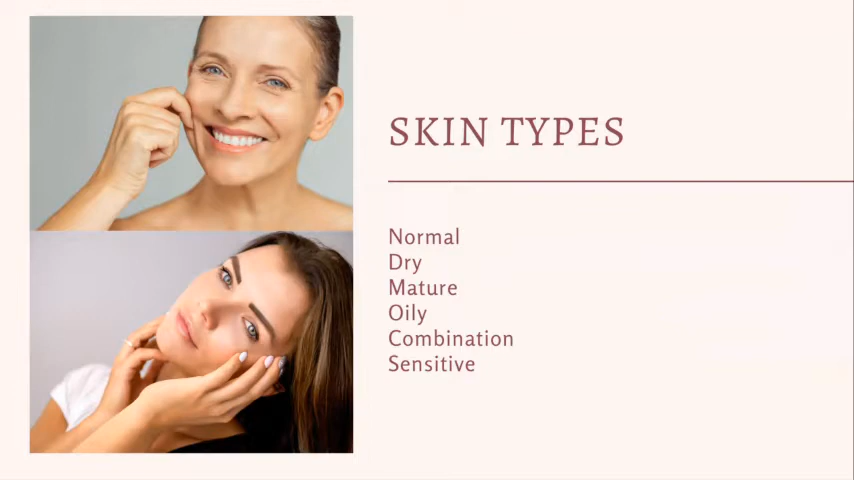 SKIN TYPES
Normal
Dry
Mature
Oily
Combination
Sensitive